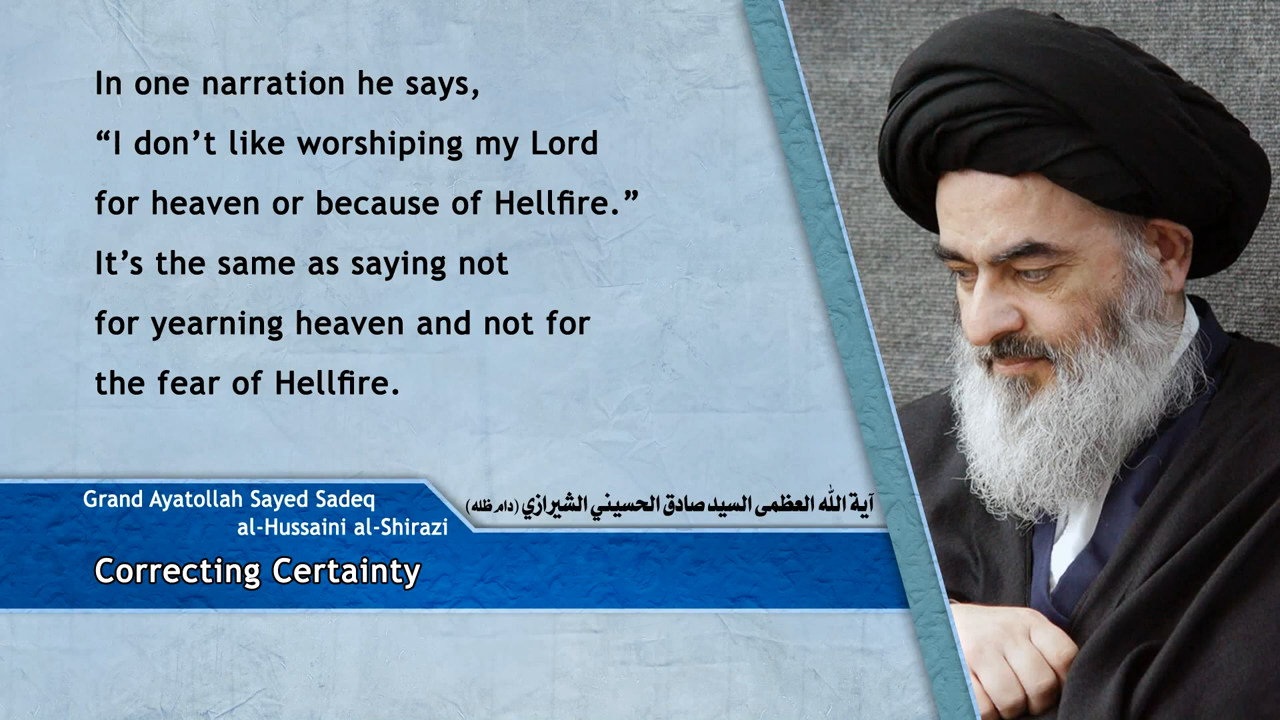 In one narration he says,
“I don’t like worshiping my Lord
for heaven or because of Hellfire.”
It’s the same as saying not
for yearning heaven and not for
the fear of Hellfire.
Grand Ayatollah Sayed Sadeq
al-Hussaini al-Shirazi
آية الله العظمى السيد صادق الحسيني الشيرازي (دام ظله)
Correcting Certainty